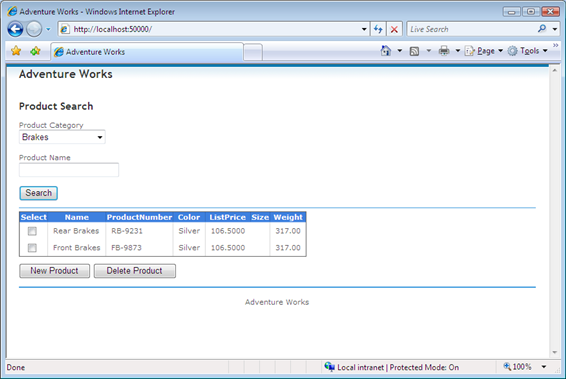 Adventure Works - Windows Internet Explorer
http://localhost:50000/
Live Search
Adventure Works
Page
Tools
Adventure Works
Product Search
Product Category
Brakes
Product Name
Search
Select Name ProductNumber Color ListPrice Size Weight
Rear Brakes RB-9231 Silver 106.5000 317.00
Front Brakes FB-9873 Silver 106.5000 317.00
New Product Delete Product
Adventure Works
Done Local intranet | Protected Mode: On 100%